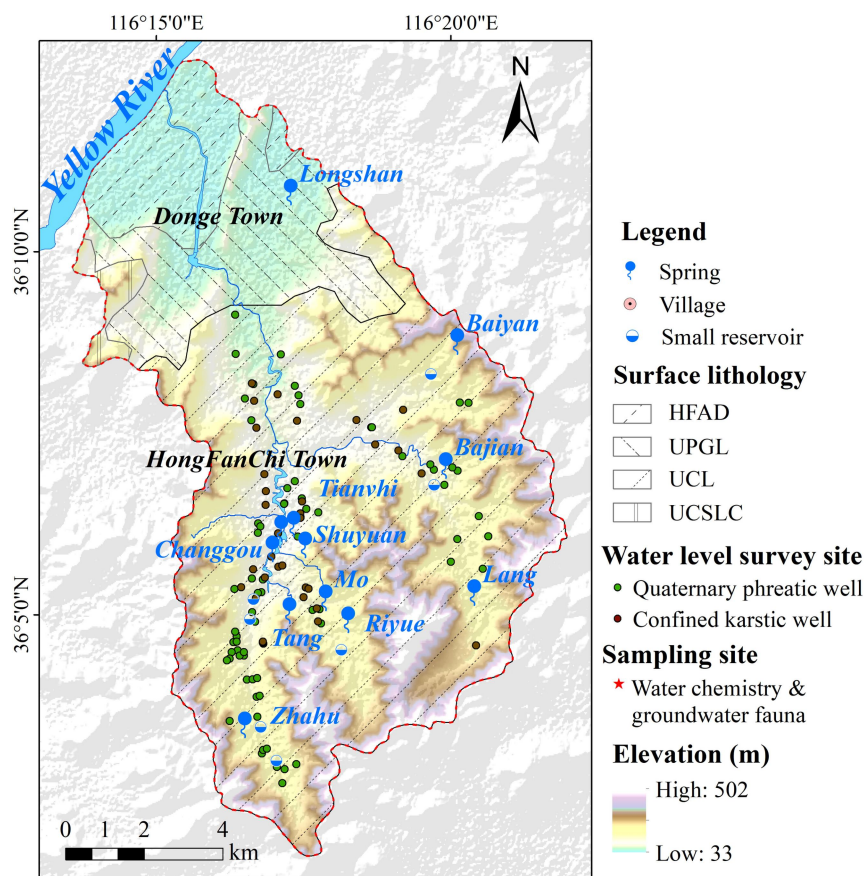 116°15'0"E
116°20'0"E
N
Yellow River
Longshan
Donge Town
36°10'0"N
Baiyan
HongFanChi Town
Bajian
Tianvhi
Shuyuan
Changgou
Mo
Lang
36°5'0"N
Tang
Riyue
Zhahu
0 1 2 4
km
Legend
Spring
Village
Small reservoir
Surface lithology
HFAD
UPGL
UCL
UCSLC
Water level survey site
Quaternary phreatic well
Confined karstic well
Sampling site
Water chemistry &
groundwater fauna
Elevation (m)
High: 502
Low: 33